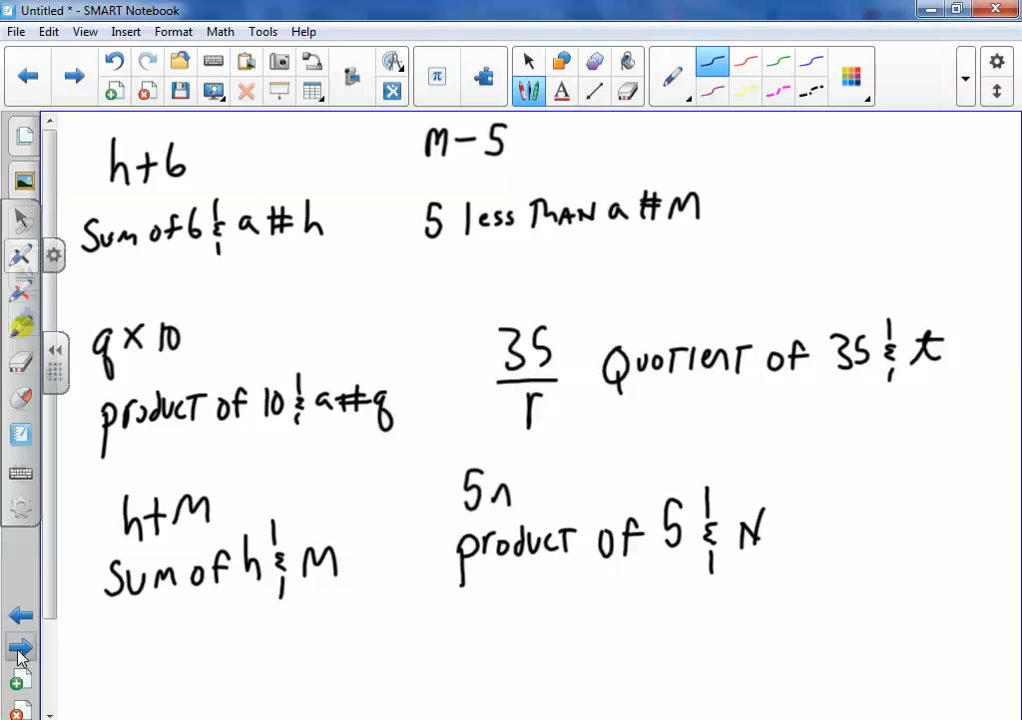 Untitled * - SMART Notebook
File Edit View Insert Format Math Tools Help
h+6
m-5
Sum of 6 & a # h
5 less THAN a # M
q x 10
35
r
QuoTienT of 35 & t
producT of 10 & a # q
h+M
5n
Sum of h & M
producT of 5 & N